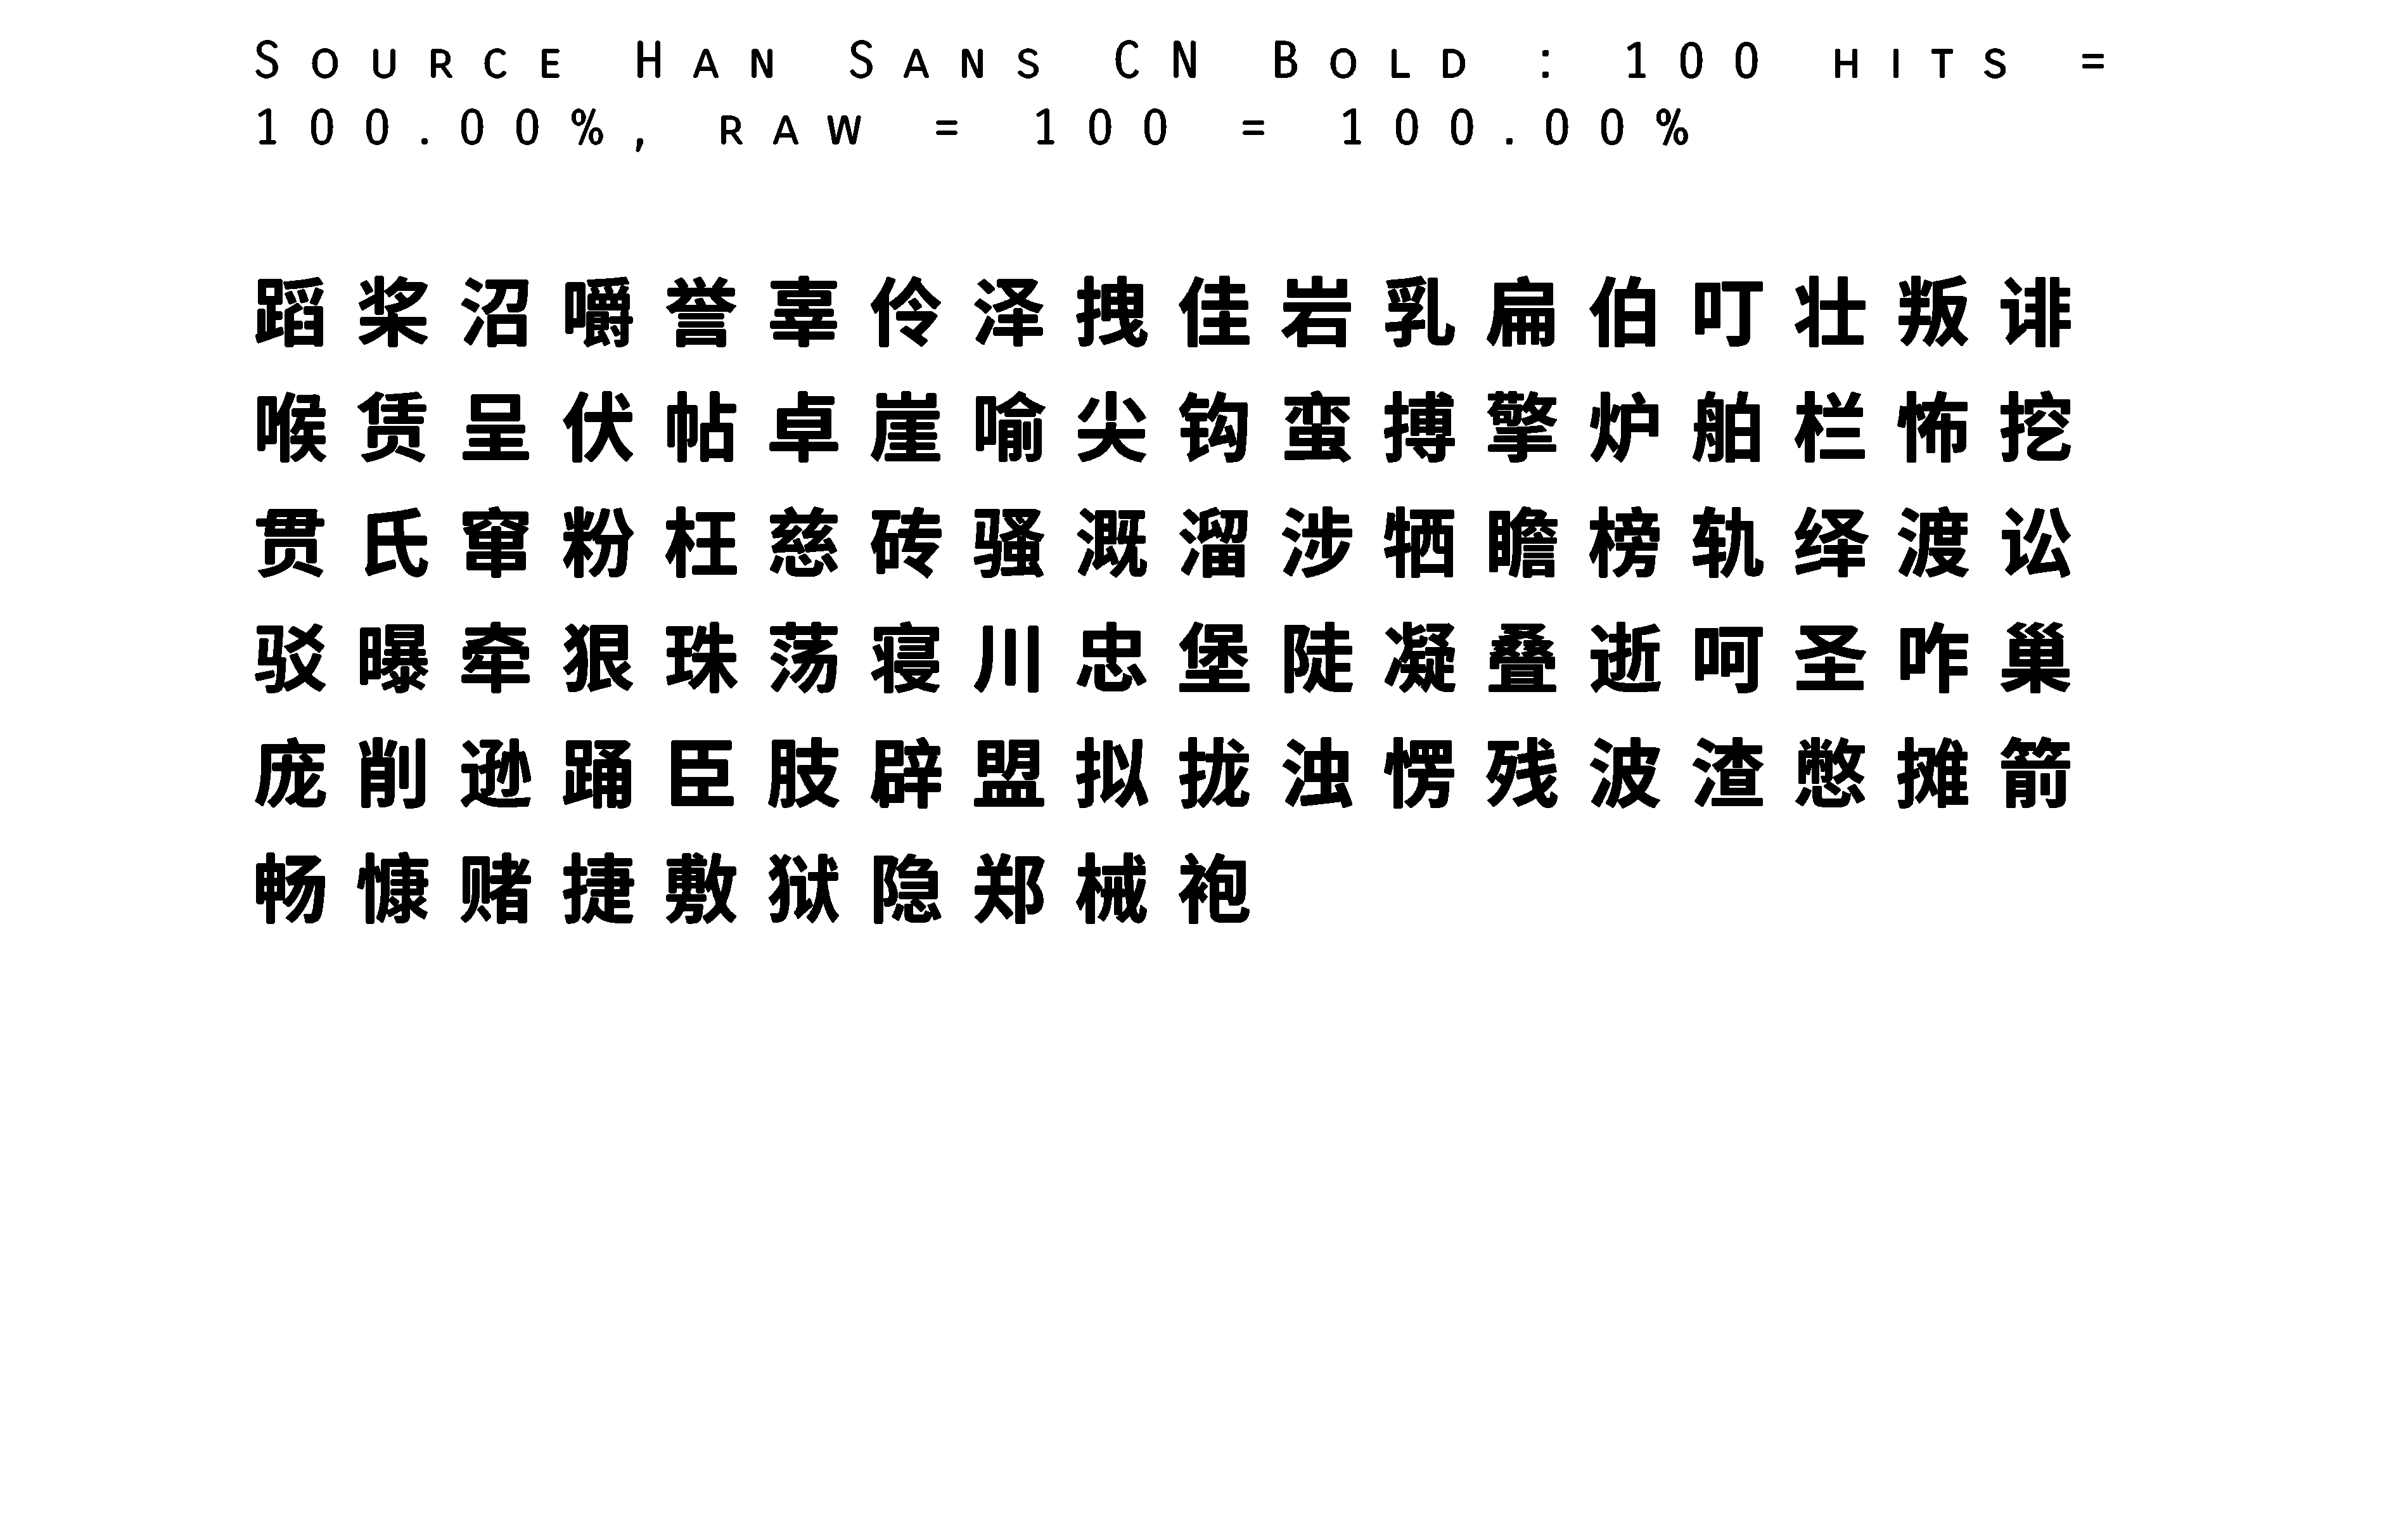 Source Han Sans CN Bold : 100 hits =
100.00%, raw = 100 = 100.00%
蹈桨沼嚼誉辜伶泽拽佳岩乳扁伯叮壮叛诽
喉赁呈伏帖卓崖喻尖钩蛮搏擎炉舶栏怖挖
贯氏窜粉枉慈砖骚溉溜涉牺瞻榜轨绎渡讼
驳曝牵狠珠荡寝川忠堡陡凝叠逝呵圣咋巢
庞削逊踊臣肢辟盟拟拢浊愕残波渣憋摊箭
畅慷赌捷敷狱隐郑械袍